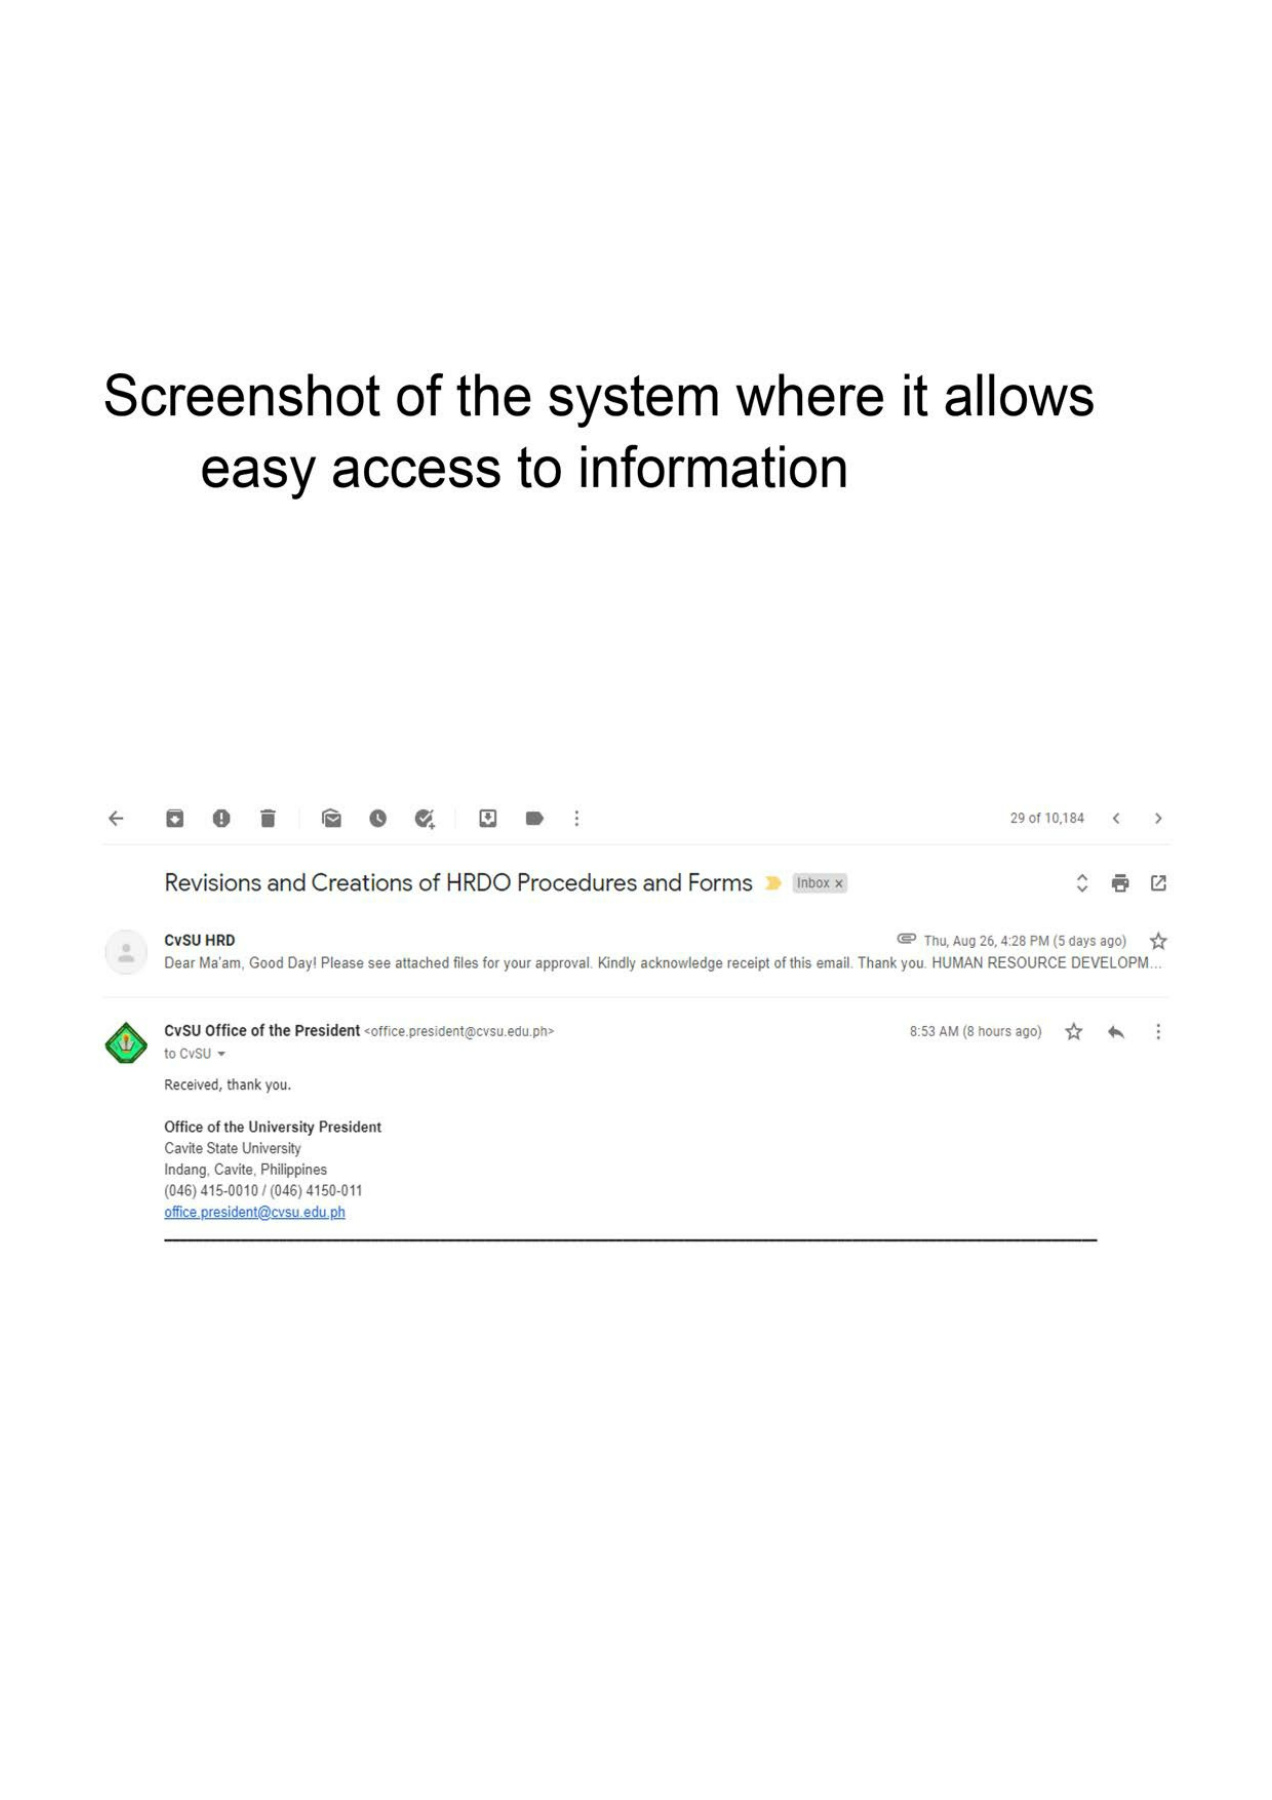 Screenshot of the system where it allows
easy access to information
29 of 10,184
Revisions and Creations of HRDO Procedures and Forms Inbox x
CvSU HRD Thu, Aug 26, 4:28 PM (5 days ago)
Dear Ma'am, Good Day! Please see attached files for your approval. Kindly acknowledge receipt of this email. Thank you. HUMAN RESOURCE DEVELOPM...
CvSU Office of the President <office.president@cvsu.edu.ph> 8:53 AM (8 hours ago)
to CvSU
Received, thank you.
Office of the University President
Cavite State University
Indang, Cavite, Philippines
(046) 415-0010 / (046) 4150-011
office.president@cvsu.edu.ph